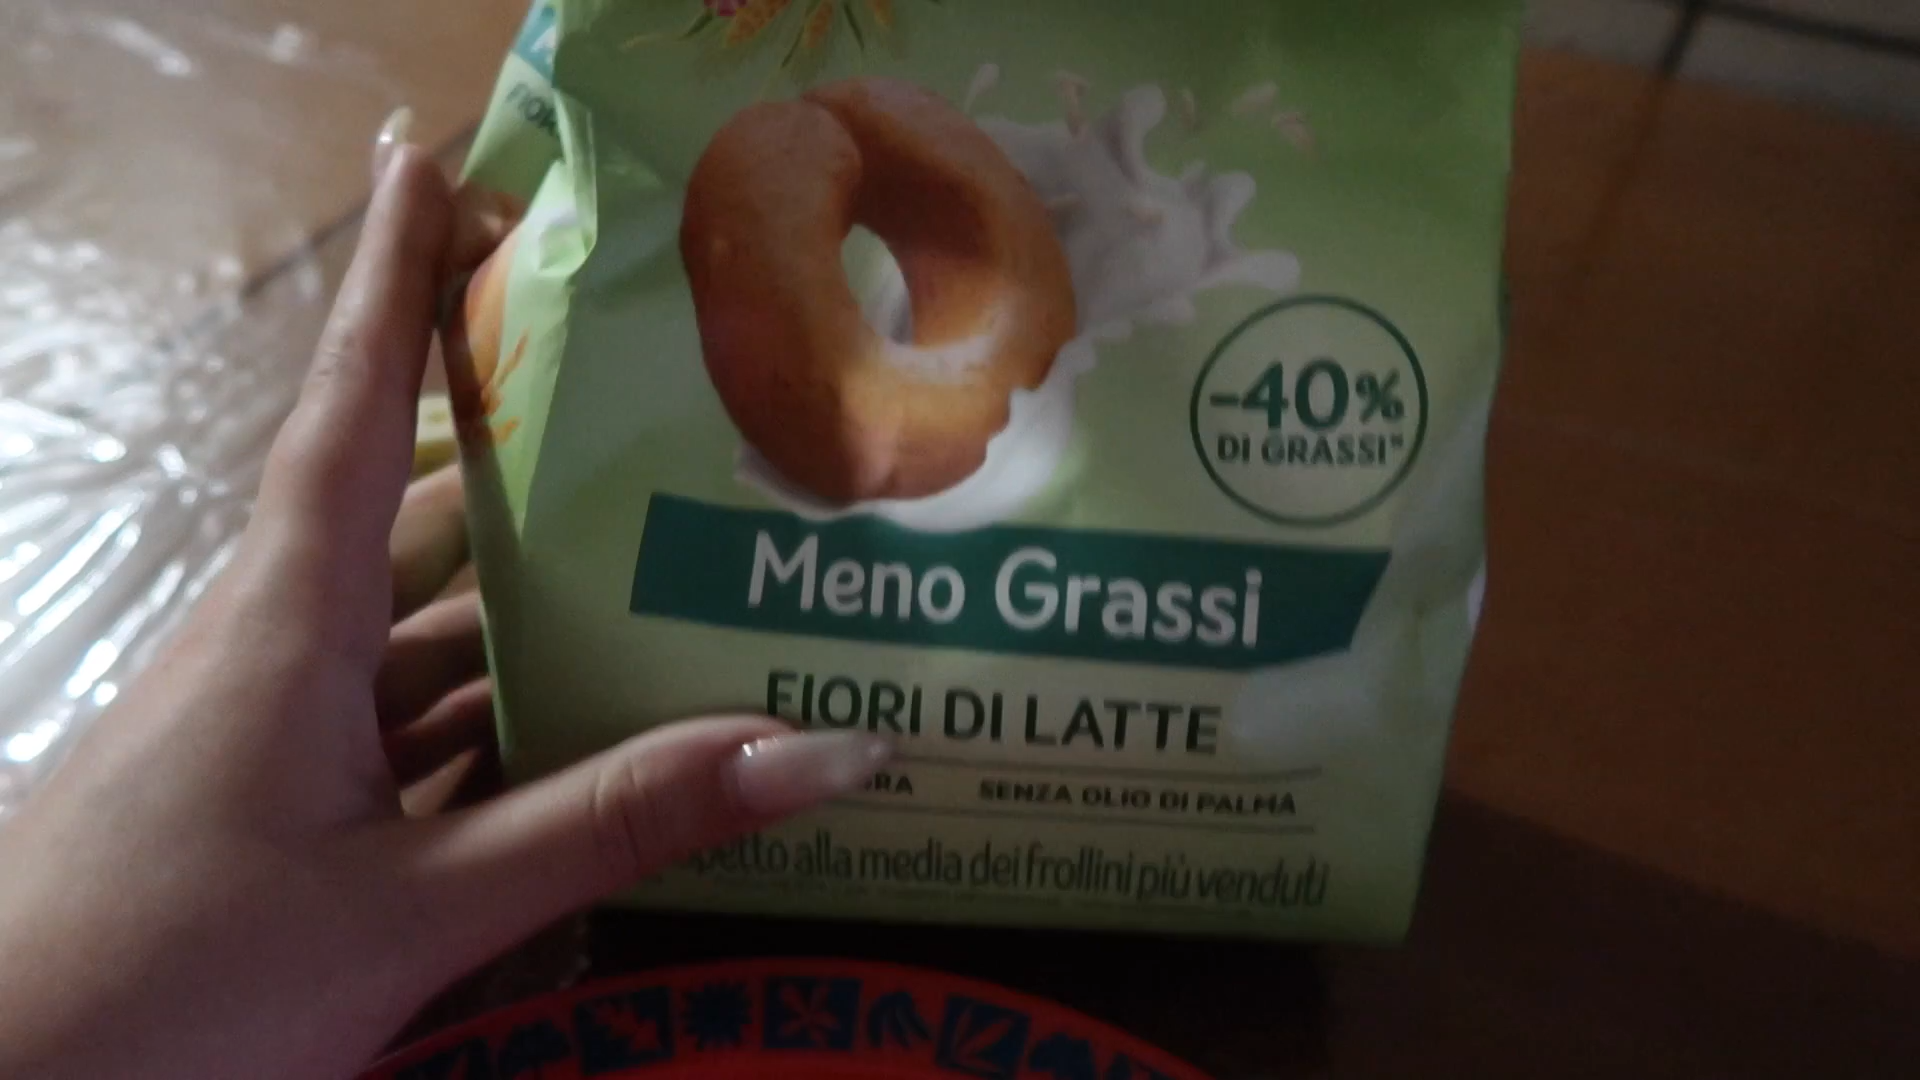 -40%
DI GRASSI*
Meno Grassi
FIORI DI LATTE
SENZA OLIO DI PALMA
alla media dei frollini più venduti